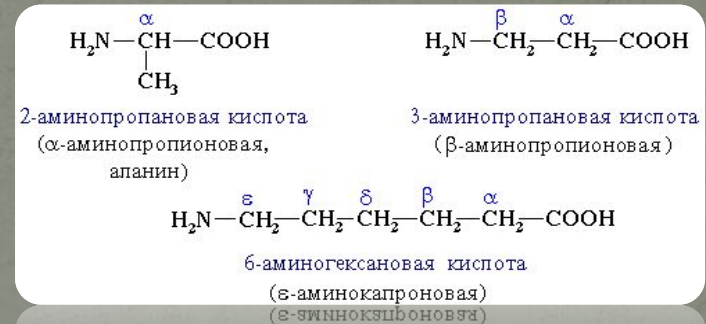 α
H₂N—CH—COOH
CH₃
2-аминопропановая кислота
(α-аминопропионовая,
аланин)
β α
H₂N—CH₂—CH₂—COOH
3-аминопропановая кислота
(β-аминопропионовая)
ε γ δ β α
H₂N—CH₂—CH₂—CH₂—CH₂—CH₂—COOH
6-аминогексановая кислота
(ε-аминокапроновая)